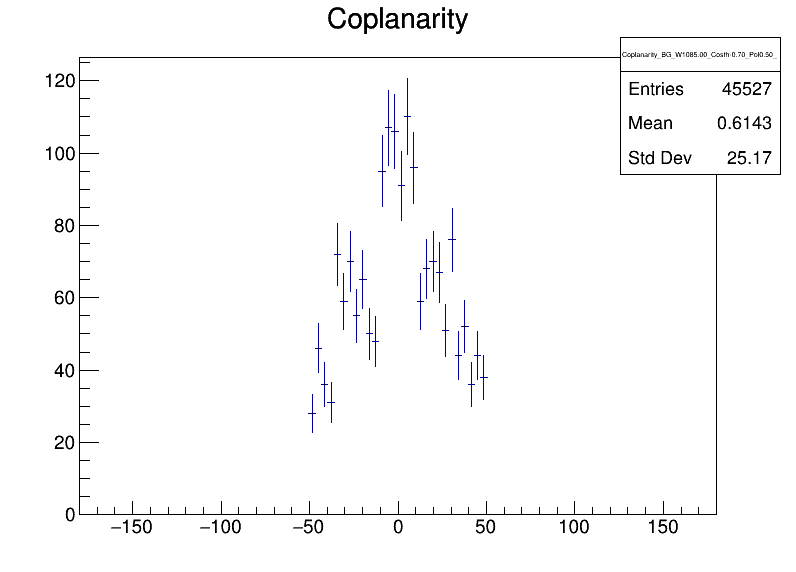 Coplanarity
Coplanarity_BG_W1085.00_Costh-0.70_Pol0.50_
Entries 45527
Mean 0.6143
Std Dev 25.17
120
100
80
60
40
20
0
−150 −100 −50 0 50 100 150